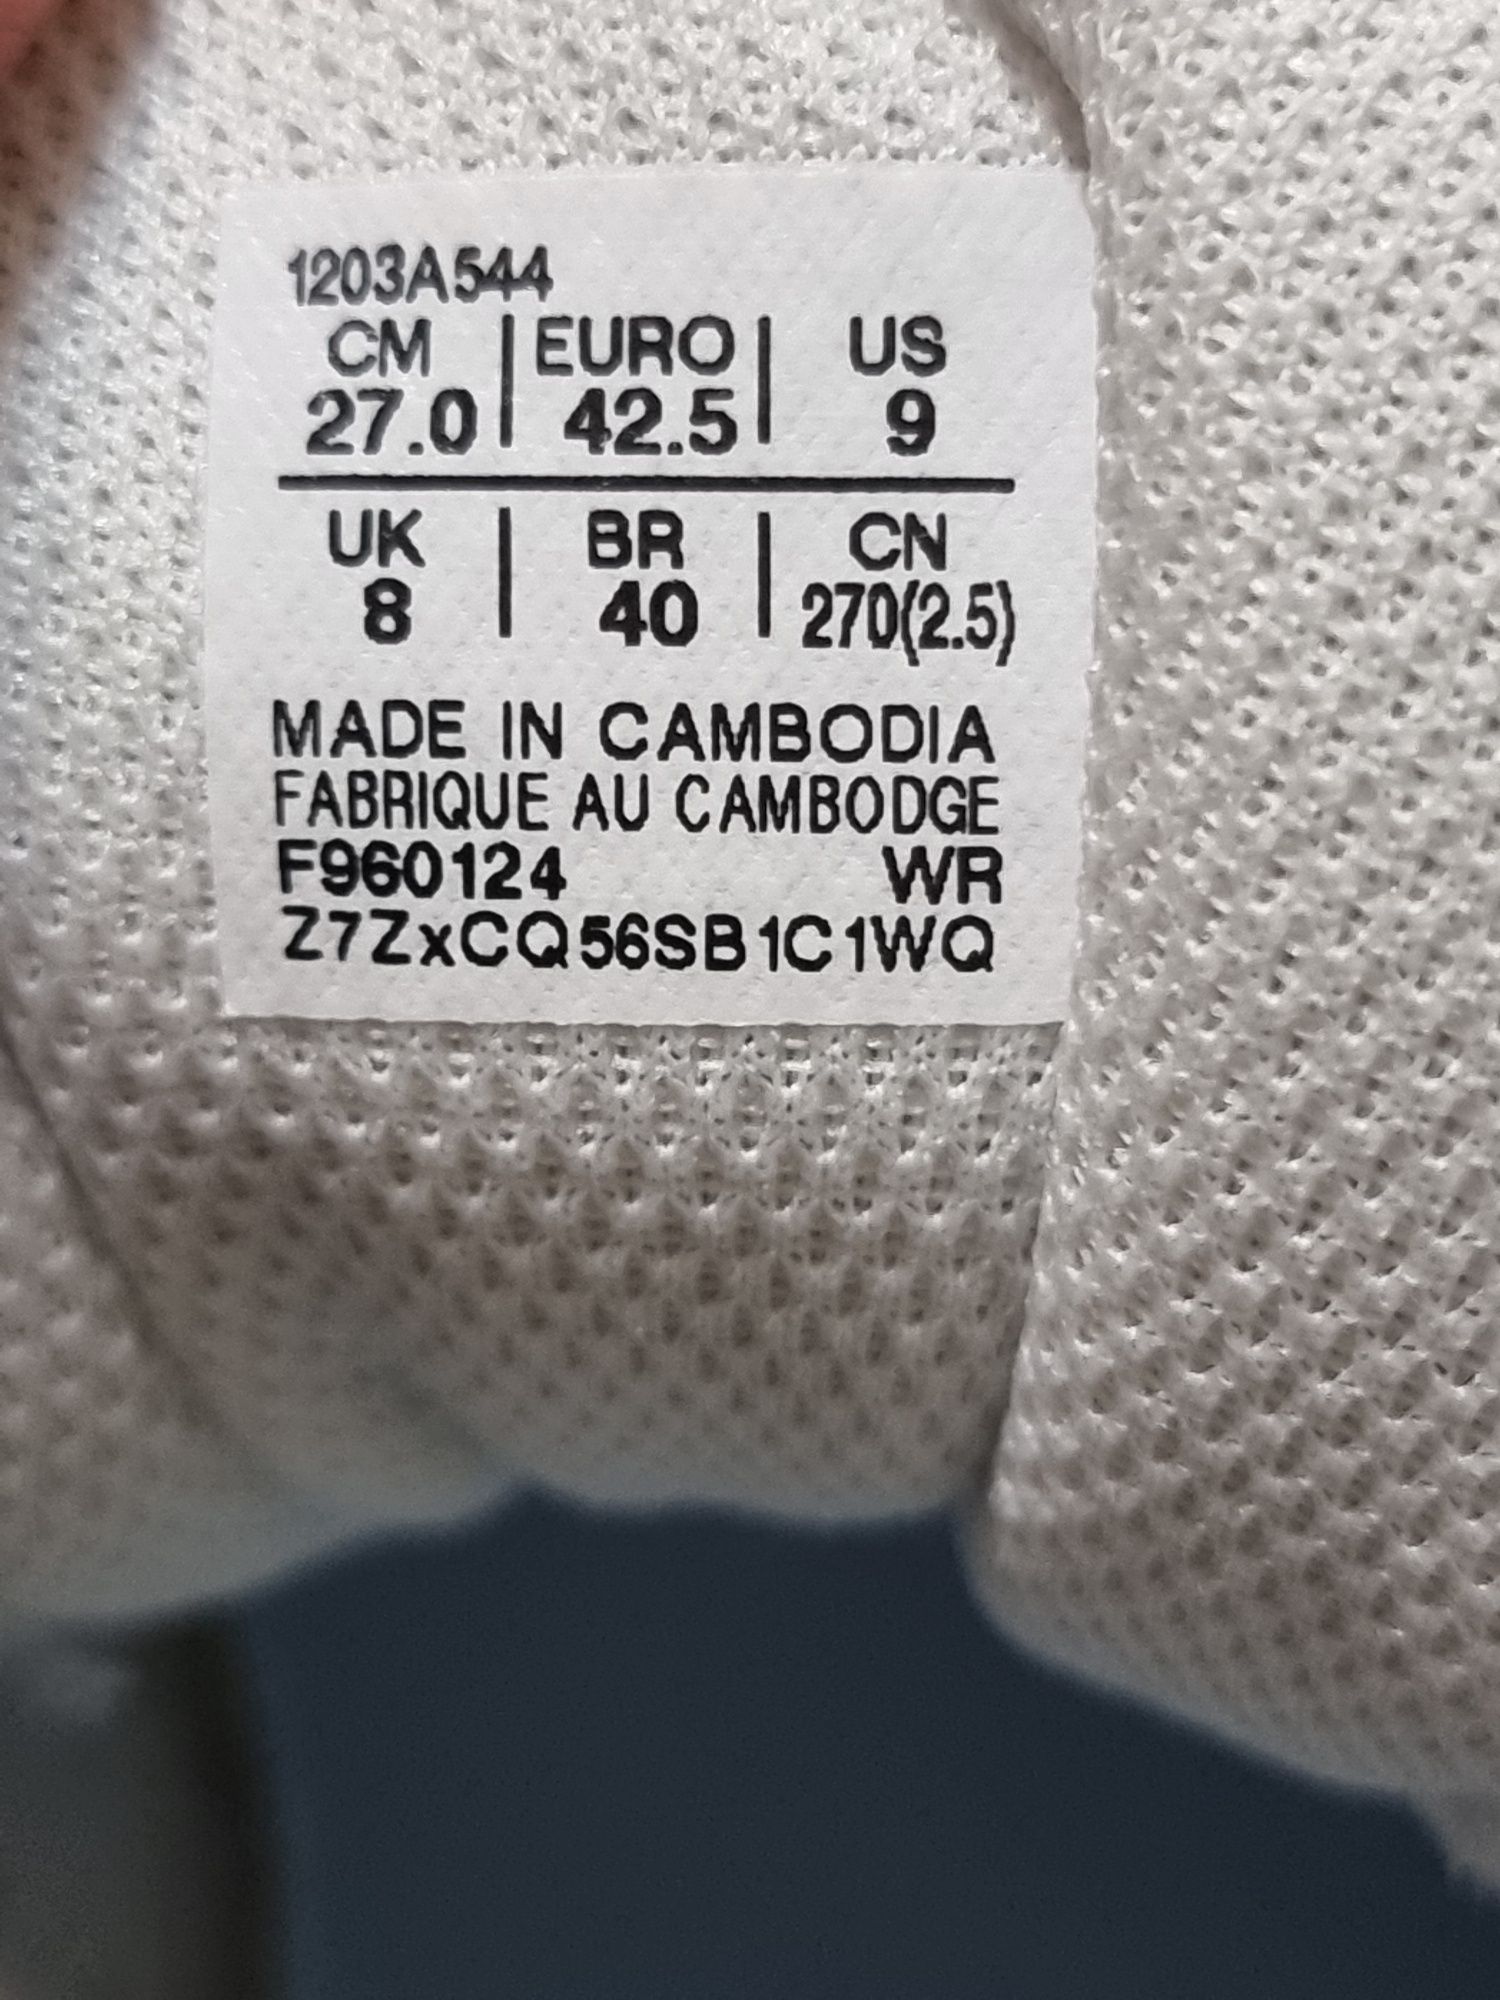 1203A544
CM | EURO | US
27.0 | 42.5 | 9
UK | BR | CN
8 | 40 | 270(2.5)
MADE IN CAMBODIA
FABRIQUE AU CAMBODGE
F960124 WR
Z7ZxCQ56SB1C1WQ